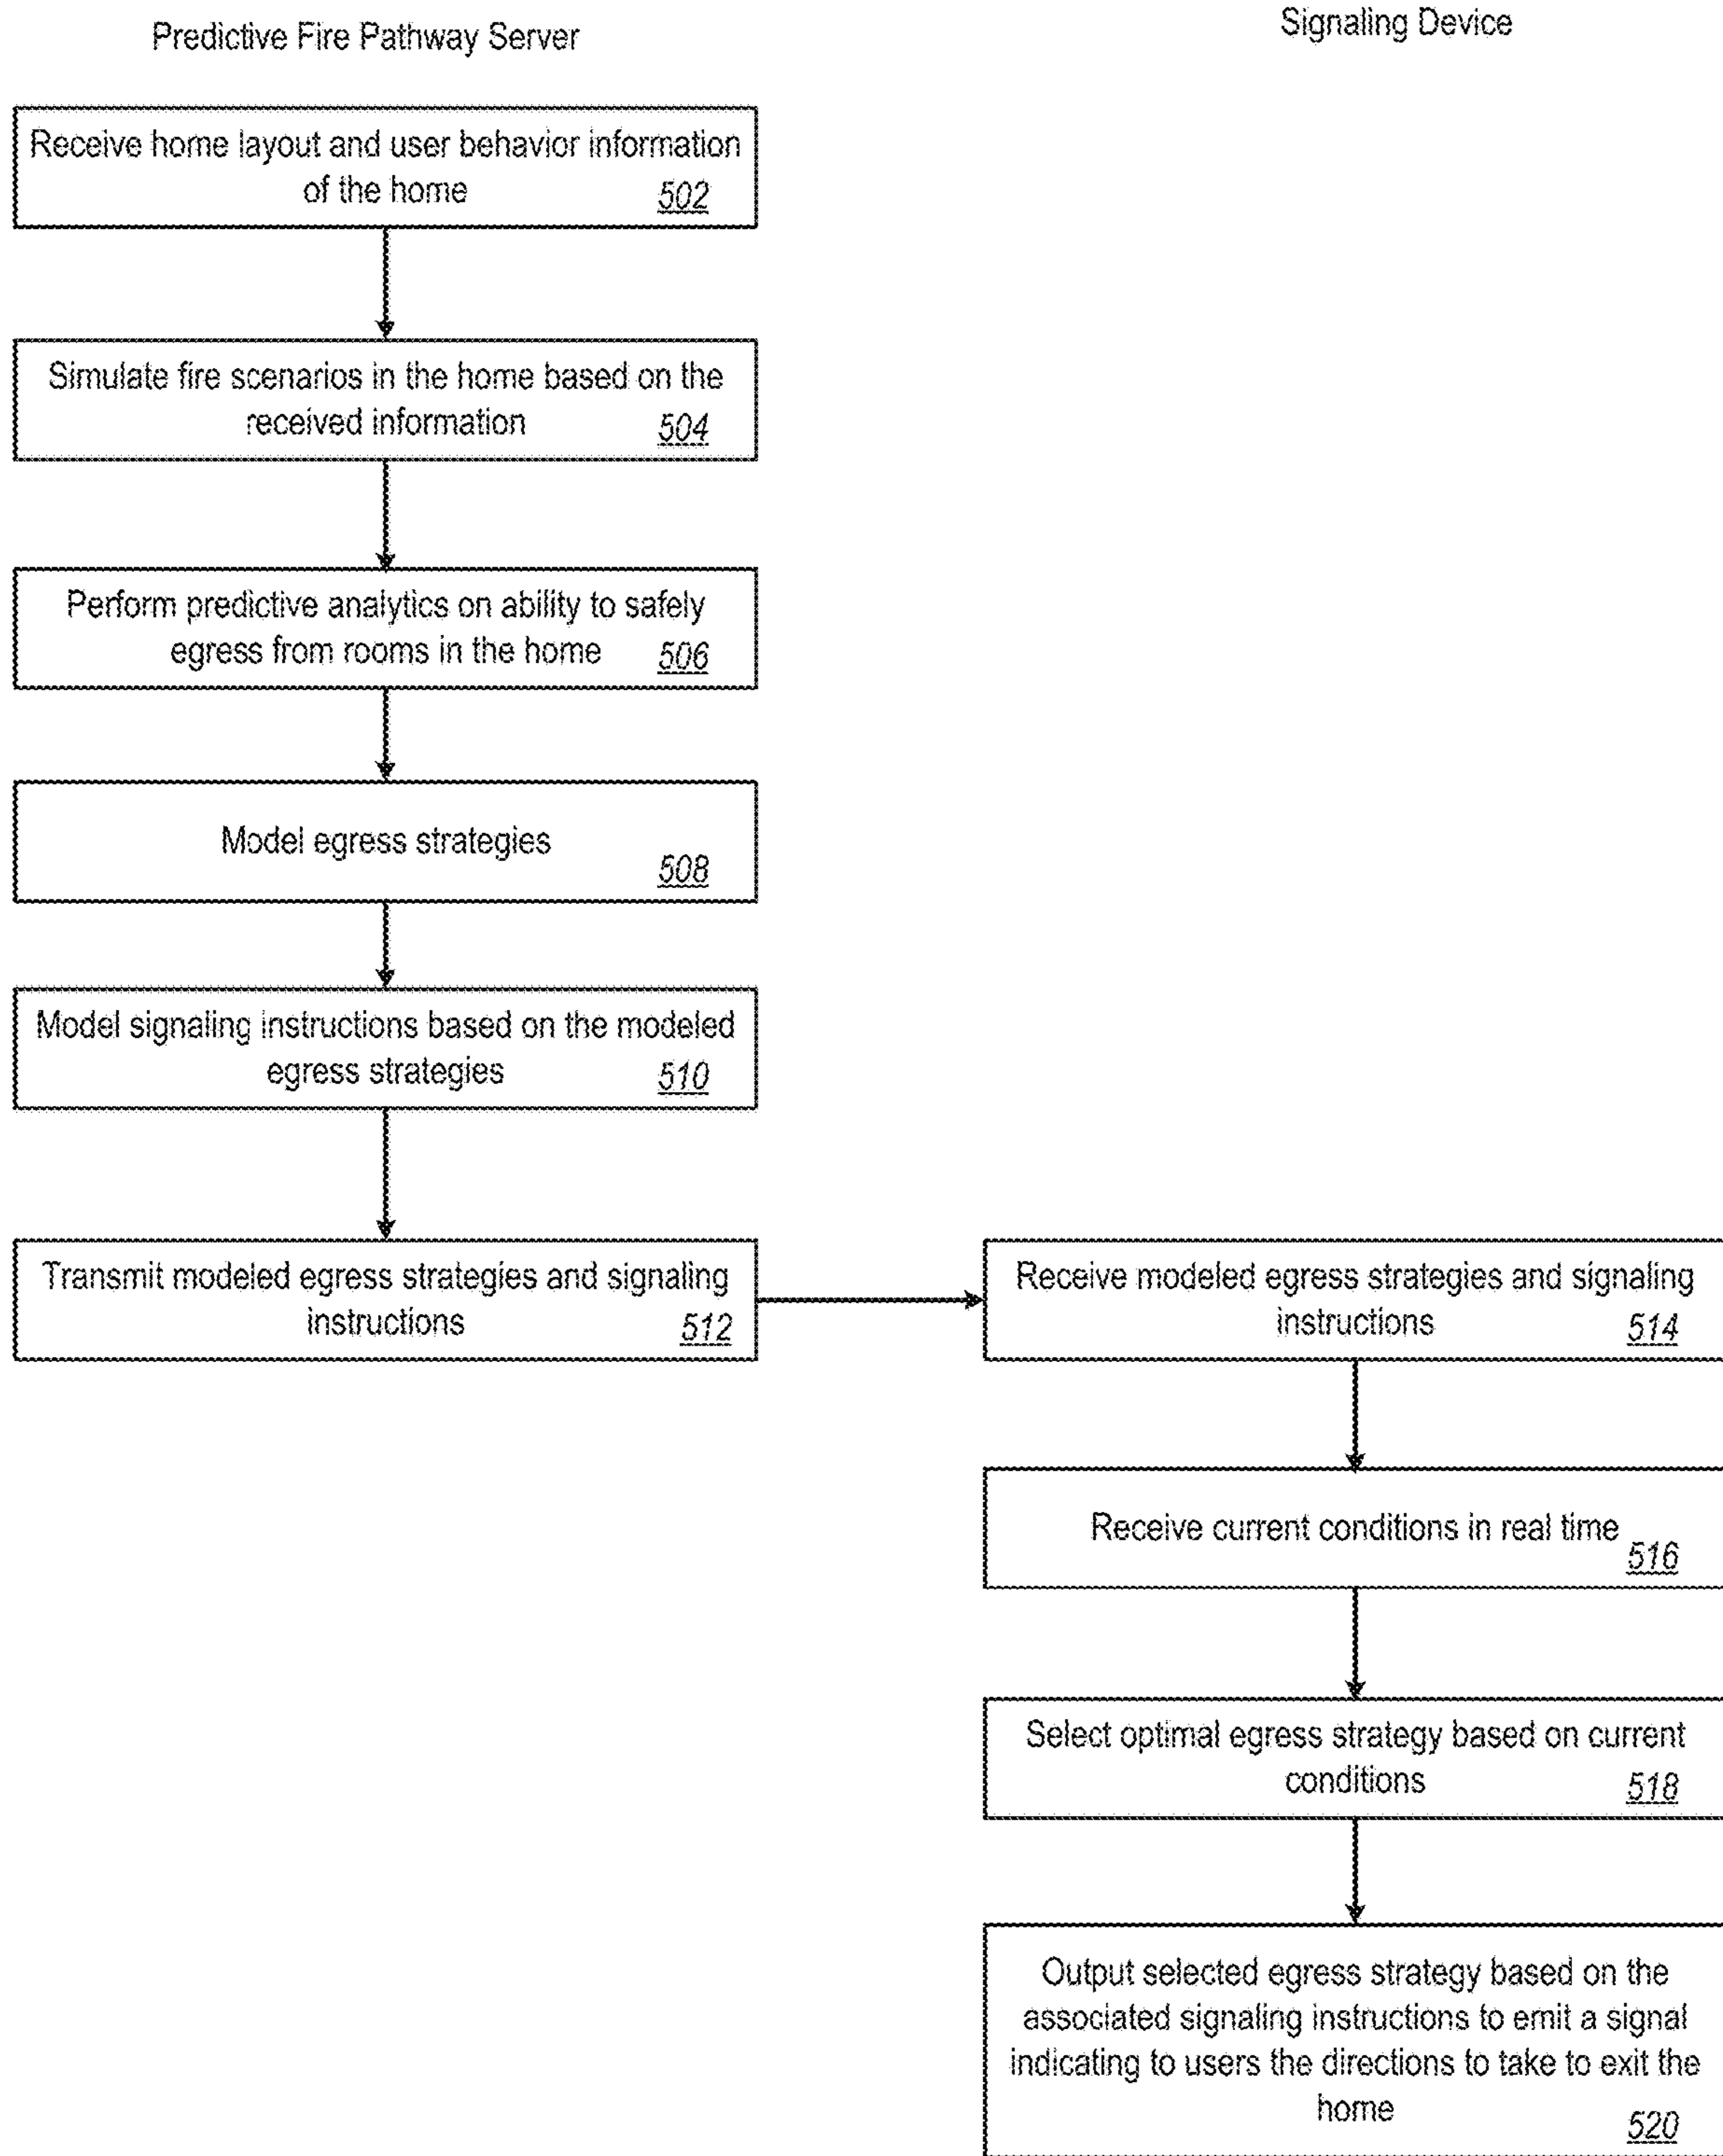 Predictive Fire Pathway Server
Signaling Device
Receive home layout and user behavior information
of the home
502
Simulate fire scenarios in the home based on the
received information
504
Perform predictive analytics on ability to safely
egress from rooms in the home
506
Model egress strategies
508
Model signaling instructions based on the modeled
egress strategies
510
Transmit modeled egress strategies and signaling
instructions
512
Receive modeled egress strategies and signaling
instructions
514
Receive current conditions in real time
516
Select optimal egress strategy based on current
conditions
518
Output selected egress strategy based on the
associated signaling instructions to emit a signal
indicating to users the directions to take to exit the
home
520